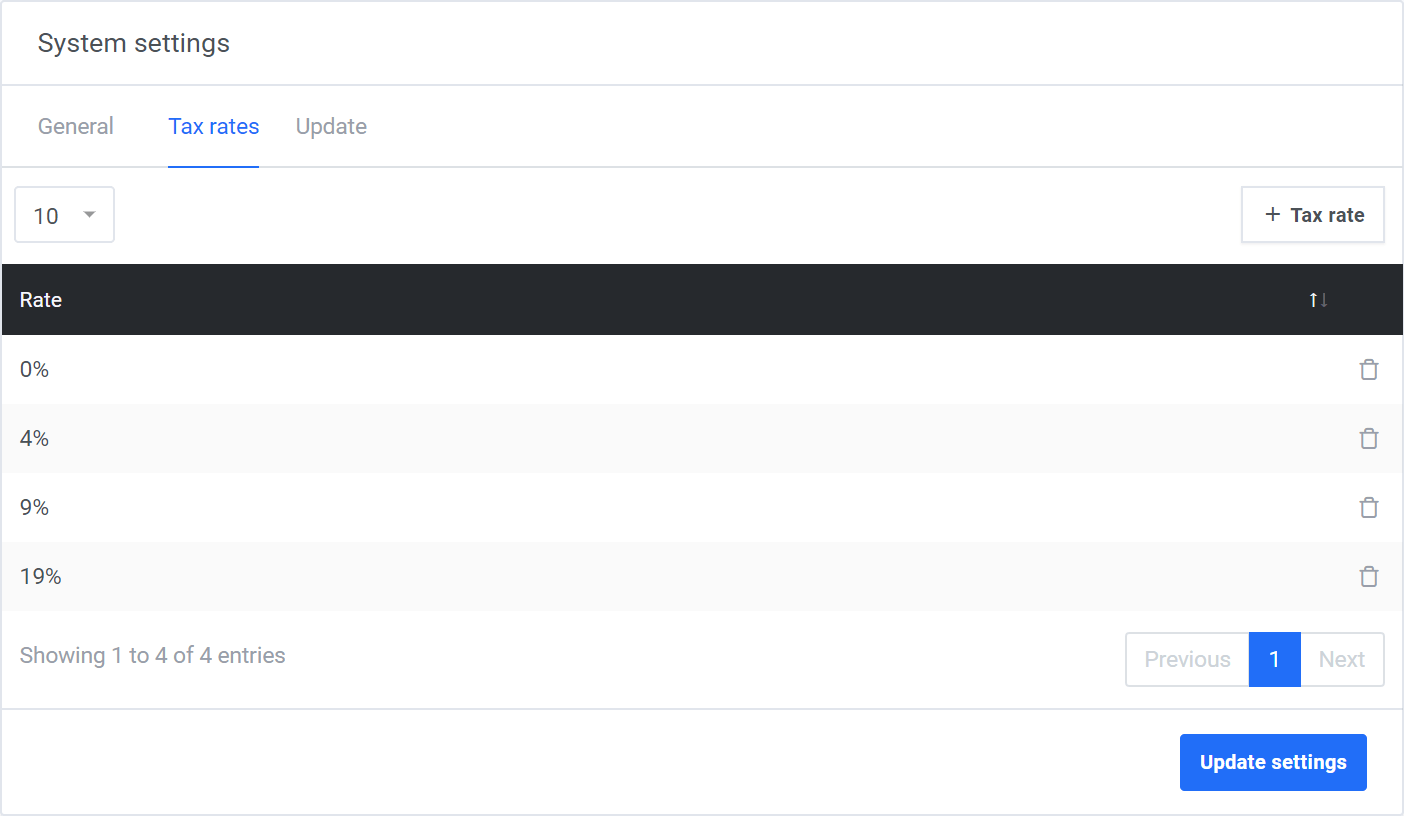 System settings
General Tax rates Update
10 + Tax rate
Rate
0%
4%
9%
19%
Showing 1 to 4 of 4 entries Previous 1 Next
Update settings